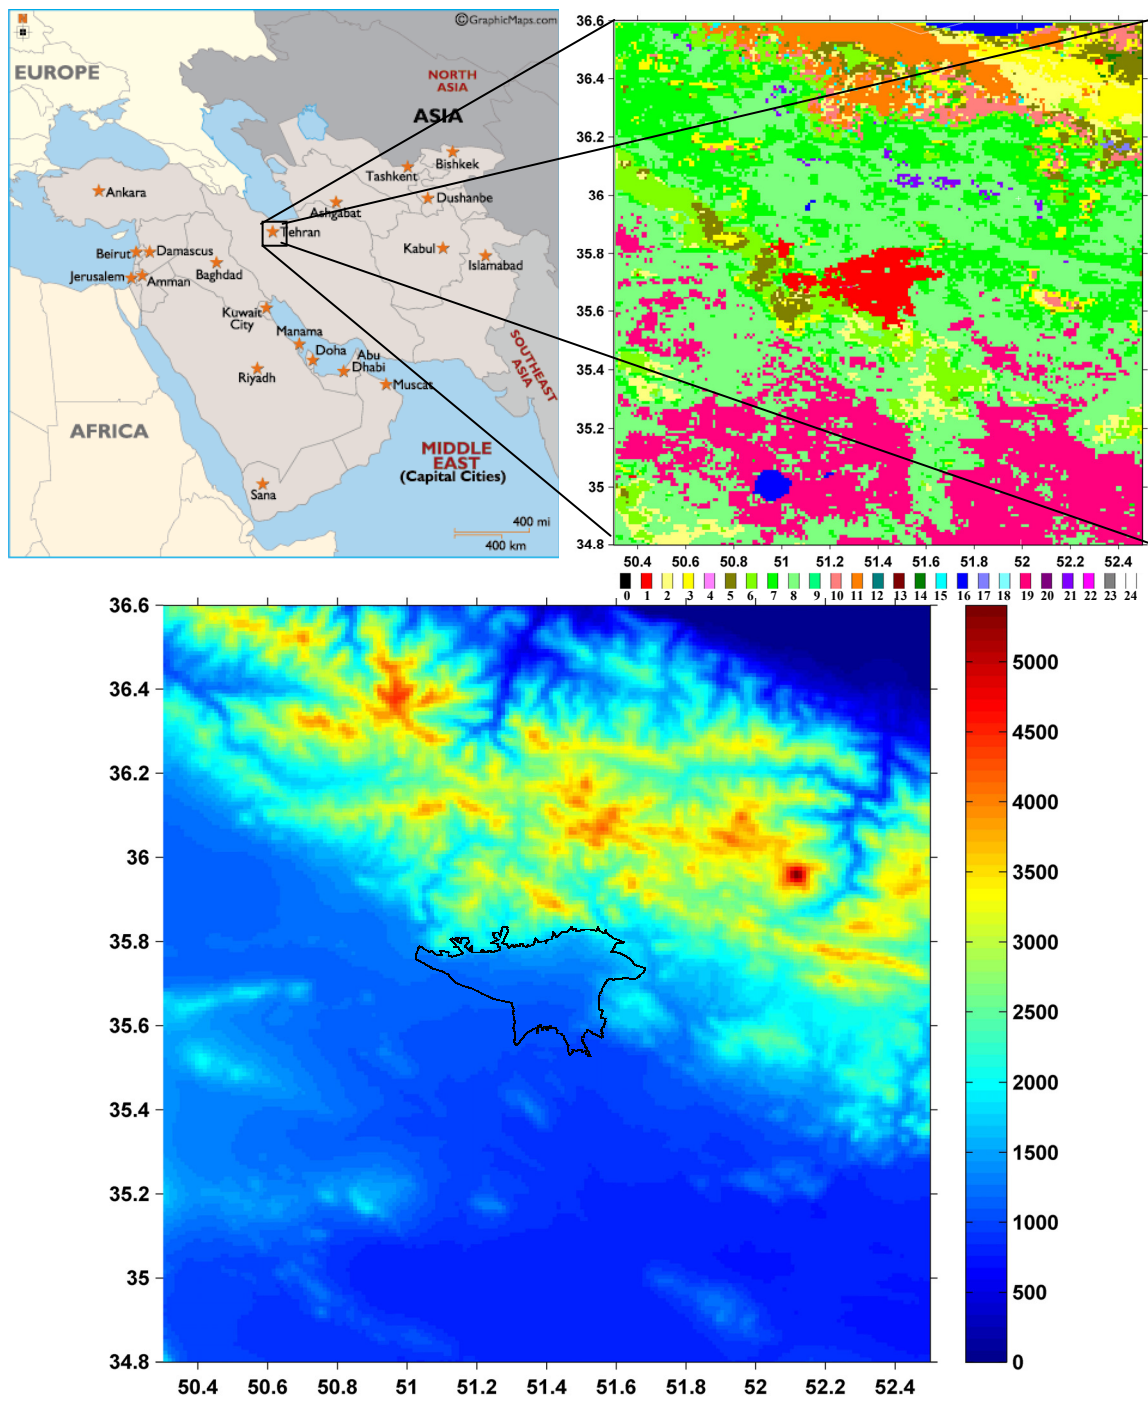 N
©GraphicMaps.com
EUROPE
NORTH
ASIA
ASIA
Bishkek
Tashkent
Ankara
Dushanbe
Ashgabat
Tehran
Beirut
Damascus
Kabul
Islamabad
Jerusalem
Amman
Baghdad
Kuwait
City
Manama
Doha
Abu
Dhabi
Riyadh
Muscat
SOUTHEAST
ASIA
AFRICA
MIDDLE
EAST
(Capital Cities)
Sana
400 mi
400 km
36.6
36.4
36.2
36
35.8
35.6
35.4
35.2
35
34.8
50.4 50.6 50.8 51 51.2 51.4 51.6 51.8 52 52.2 52.4
0 1 2 3 4 5 6 7 8 9 10 11 12 13 14 15 16 17 18 19 20 21 22 23 24
36.6
36.4
36.2
36
35.8
35.6
35.4
35.2
35
34.8
50.4 50.6 50.8 51 51.2 51.4 51.6 51.8 52 52.2 52.4
5000
4500
4000
3500
3000
2500
2000
1500
1000
500
0